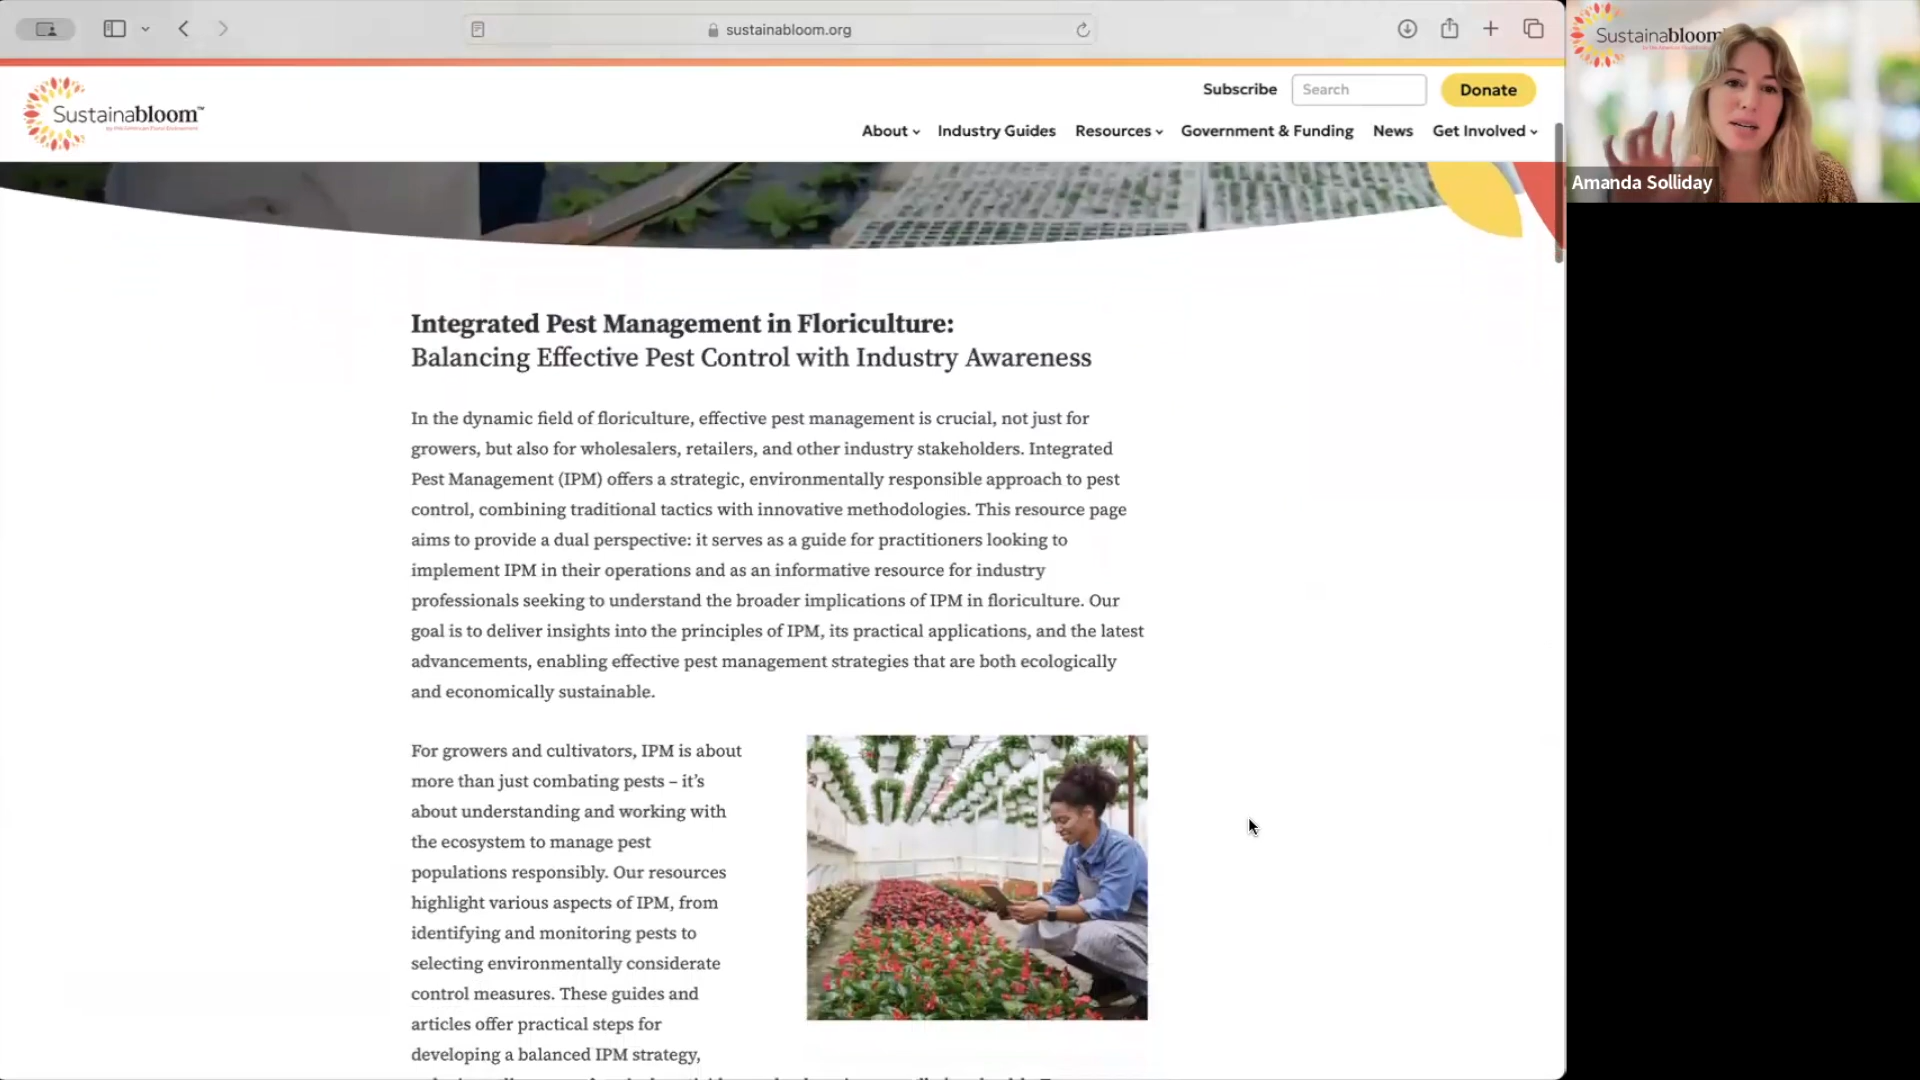 sustainabloom.org
Sustainabloom™
Subscribe
Search
Donate
About
Industry Guides
Resources
Government & Funding
News
Get Involved
Integrated Pest Management in Floriculture:
Balancing Effective Pest Control with Industry Awareness
In the dynamic field of floriculture, effective pest management is crucial, not just for
growers, but also for wholesalers, retailers, and other industry stakeholders. Integrated
Pest Management (IPM) offers a strategic, environmentally responsible approach to pest
control, combining traditional tactics with innovative methodologies. This resource page
aims to provide a dual perspective: it serves as a guide for practitioners looking to
implement IPM in their operations and as an informative resource for industry
professionals seeking to understand the broader implications of IPM in floriculture. Our
goal is to deliver insights into the principles of IPM, its practical applications, and the latest
advancements, enabling effective pest management strategies that are both ecologically
and economically sustainable.
For growers and cultivators, IPM is about
more than just combating pests – it’s
about understanding and working with
the ecosystem to manage pest
populations responsibly. Our resources
highlight various aspects of IPM, from
identifying and monitoring pests to
selecting environmentally considerate
control measures. These guides and
articles offer practical steps for
developing a balanced IPM strategy,
Sustainabloom
Amanda Solliday